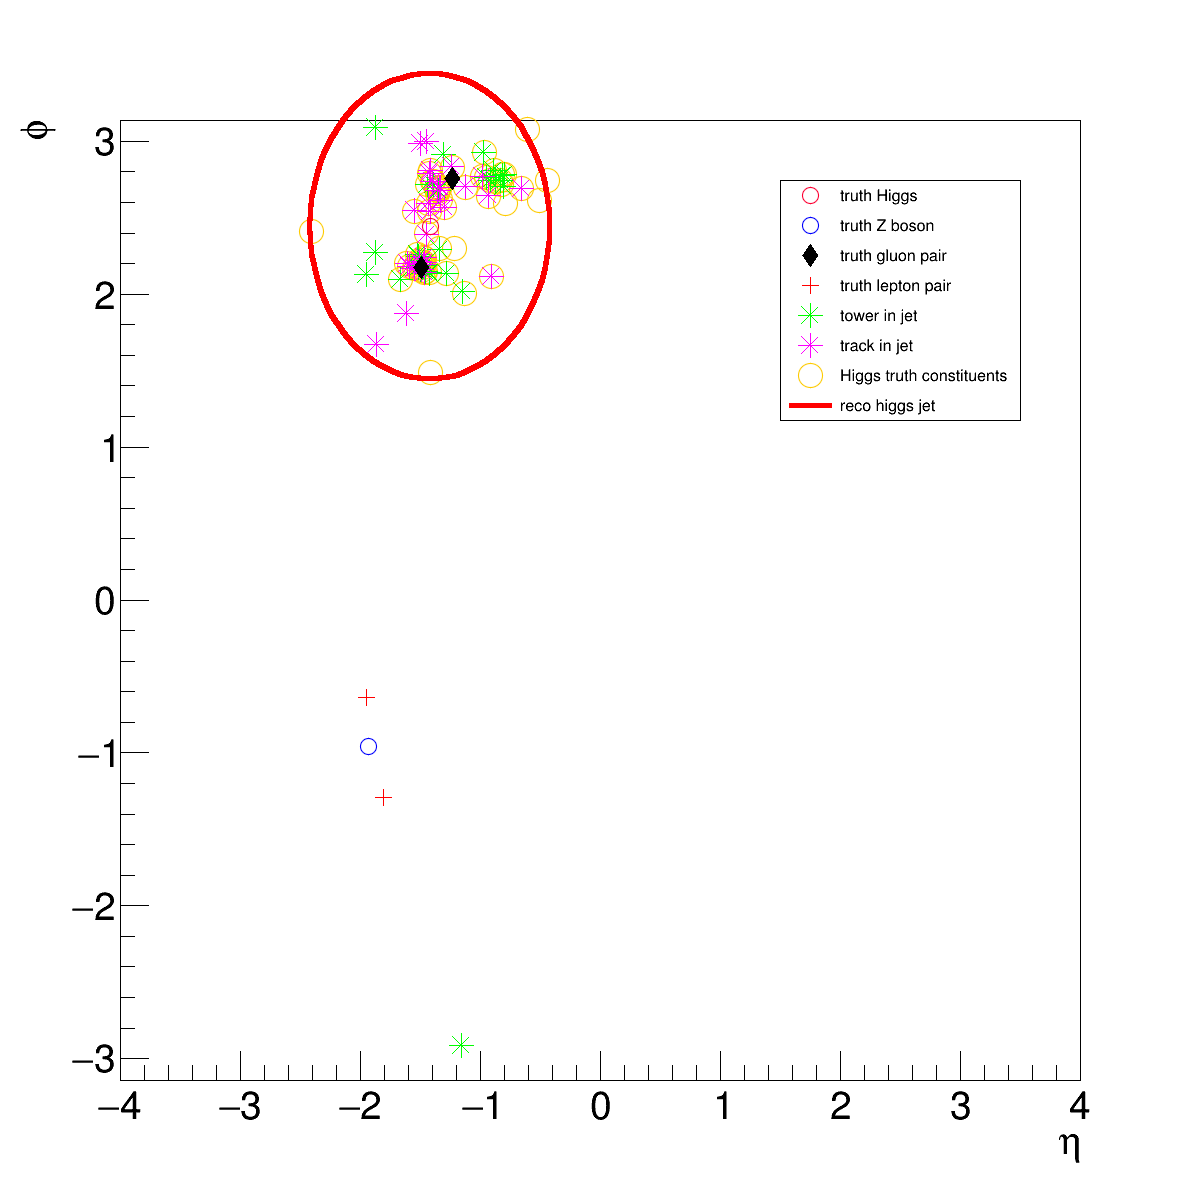 ϕ
3
2
1
0
−1
−2
−3
truth Higgs
truth Z boson
truth gluon pair
truth lepton pair
tower in jet
track in jet
Higgs truth constituents
reco higgs jet
−4 −3 −2 −1 0 1 2 3 4
η